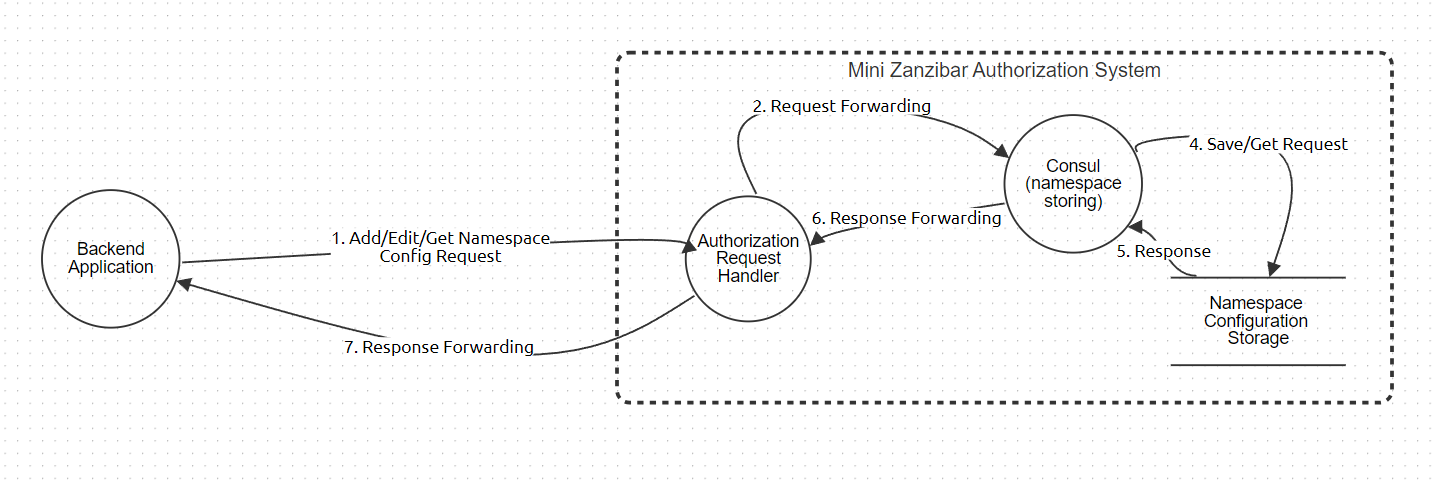 Mini Zanzibar Authorization System
2. Request Forwarding
4. Save/Get Request
Consul
(namespace
storing)
6. Response Forwarding
1. Add/Edit/Get Namespace
Config Request
Backend
Application
Authorization
Request
Handler
5. Response
Namespace
Configuration
Storage
7. Response Forwarding